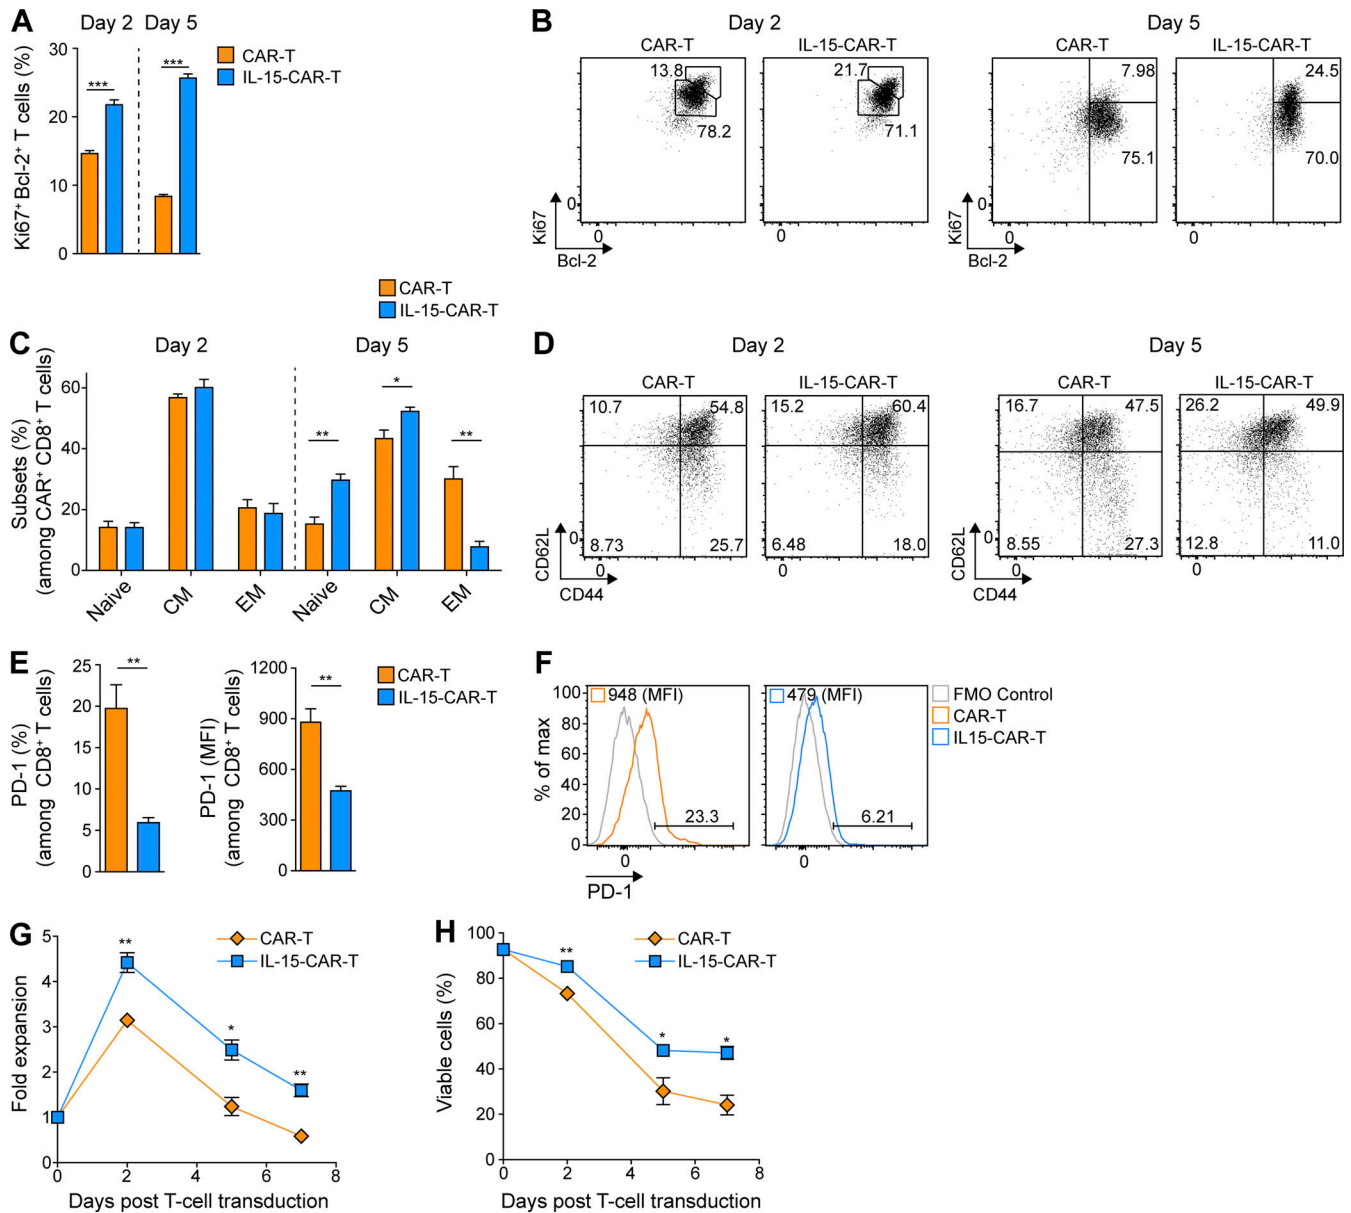 A
Day 2 Day 5
Ki67+ Bcl-2+ T cells (%)
30
20
10
0
***
***
CAR-T
IL-15-CAR-T
B
Day 2
Day 5
CAR-T
IL-15-CAR-T
CAR-T
IL-15-CAR-T
13.8
78.2
21.7
71.1
7.98
75.1
24.5
70.0
Ki67
0
0
Bcl-2
0
Ki67
0
0
Bcl-2
0
CAR-T
IL-15-CAR-T
C
Day 2
Day 5
Subsets (%)
(among CAR+ CD8+ T cells)
60
40
20
0
**
*
**
Naive
CM
EM
Naive
CM
EM
D
Day 2
Day 5
CAR-T
IL-15-CAR-T
CAR-T
IL-15-CAR-T
10.7
54.8
8.73
25.7
15.2
60.4
6.48
18.0
16.7
47.5
8.55
27.3
26.2
49.9
12.8
11.0
CD62L
0
0
CD44
0
CD62L
0
0
CD44
0
E
PD-1 (%)
(among CD8+ T cells)
25
20
15
10
5
0
**
PD-1 (MFI)
(among CD8+ T cells)
1200
900
600
300
0
**
CAR-T
IL-15-CAR-T
F
% of max
100
80
60
40
20
0
948 (MFI)
23.3
0
479 (MFI)
6.21
0
PD-1
FMO Control
CAR-T
IL15-CAR-T
G
Fold expansion
5
4
3
2
1
0
**
*
**
CAR-T
IL-15-CAR-T
0
2
4
6
8
Days post T-cell transduction
H
Viable cells (%)
100
80
60
40
20
0
**
*
*
CAR-T
IL-15-CAR-T
0
2
4
6
8
Days post T-cell transduction